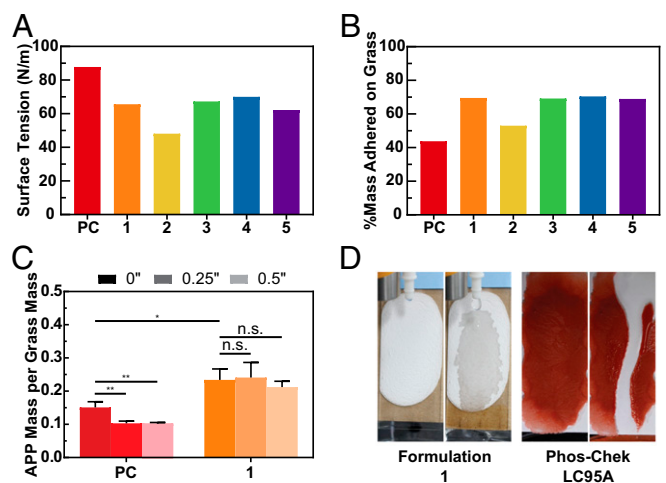 A
Surface Tension (N/m)
100
80
60
40
20
0
PC 1 2 3 4 5
B
%Mass Adhered on Grass
100
80
60
40
20
0
PC 1 2 3 4 5
C
0" 0.25" 0.5"
APP Mass per Grass Mass
0.5
0.4
0.3
0.2
0.1
0.0
*
**
**
n.s.
n.s.
PC 1
D
Formulation
1
Phos-Chek
LC95A